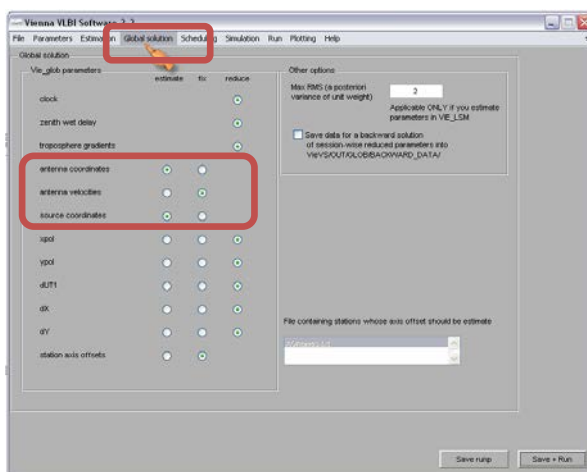 Vienna VLBI Software 2.2
File Parameters Estimation Global solution Scheduling Simulation Run Plotting Help
Global solution
Vie_glob parameters
estimate fix reduce
clock
zenith wet delay
troposphere gradients
antenna coordinates
antenna velocities
source coordinates
xpol
ypol
dUT1
dX
dY
station axis offsets
Other options
Max RMS (a posteriori
variance of unit weight)
2
Applicable ONLY if you estimate
parameters in VIE_LSM
Save data for a backward solution
of session-wise reduced parameters into
VieVS/OUT/GLOB/BACKWARD_DATA/
File containing stations whose axis offset should be estimate
Save runp
Save + Run